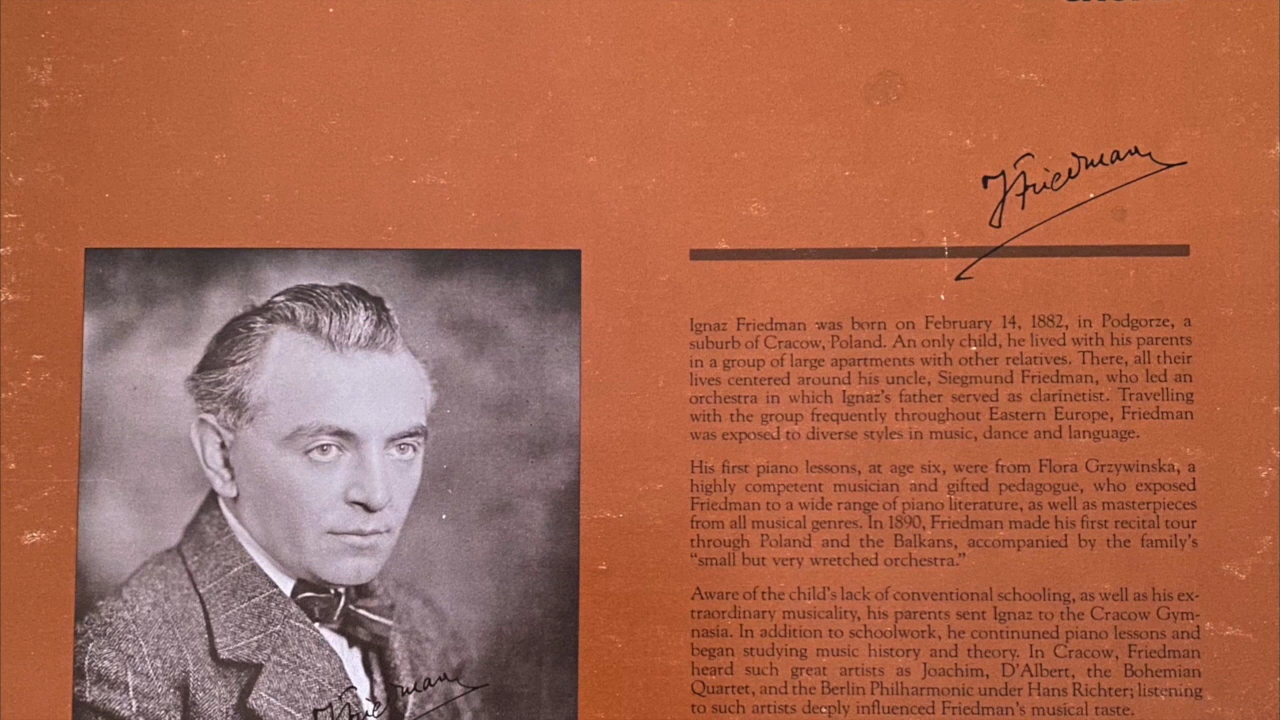 J Friedman
Ignaz Friedman was born on February 14, 1882, in Podgorze, a
suburb of Cracow, Poland. An only child, he lived with his parents
in a group of large apartments with other relatives. There, all their
lives centered around his uncle, Siegmund Friedman, who led an
orchestra in which Ignaz's father served as clarinetist. Travelling
with the group frequently throughout Eastern Europe, Friedman
was exposed to diverse styles in music, dance and language.
His first piano lessons, at age six, were from Flora Grzywinska, a
highly competent musician and gifted pedagogue, who exposed
Friedman to a wide range of piano literature, as well as masterpieces
from all musical genres. In 1890, Friedman made his first recital tour
through Poland and the Balkans, accompanied by the family's
“small but very wretched orchestra.”
Aware of the child's lack of conventional schooling, as well as his ex-
traordinary musicality, his parents sent Ignaz to the Cracow Gym-
nasia. In addition to schoolwork, he continuned piano lessons and
began studying music history and theory. In Cracow, Friedman
heard such great artists as Joachim, D'Albert, the Bohemian
Quartet, and the Berlin Philharmonic under Hans Richter; listening
to such artists deeply influenced Friedman's musical taste.
J Friedman